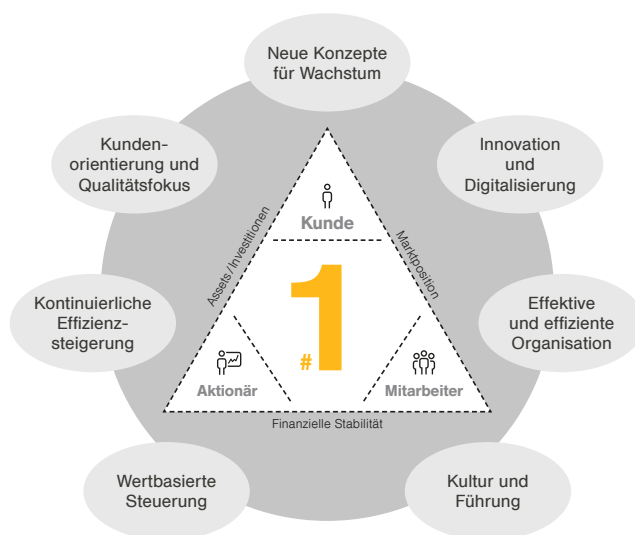 Neue Konzepte
für Wachstum
Kunden-
orientierung und
Qualitätsfokus
Innovation
und
Digitalisierung
Assets/Investitionen
Kunde
Marktposition
Kontinuierliche
Effizienz-
steigerung
#1
Effektive
und effiziente
Organisation
Aktionär
Mitarbeiter
Finanzielle Stabilität
Wertbasierte
Steuerung
Kultur und
Führung